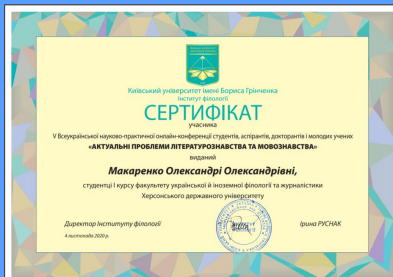 Київський університет імені Бориса Грінченка
Інститут філології
СЕРТИФІКАТ
учасника
V Всеукраїнської науково-практичної онлайн-конференції студентів, аспірантів, докторантів і молодих учених
«АКТУАЛЬНІ ПРОБЛЕМИ ЛІТЕРАТУРОЗНАВСТВА ТА МОВОЗНАВСТВА»
виданий
Макаренко Олександрі Олександрівні,
студентці І курсу факультету української й іноземної філології та журналістики
Херсонського державного університету
Директор Інституту філології
Ірина РУСНАК
4 листопада 2020 р.